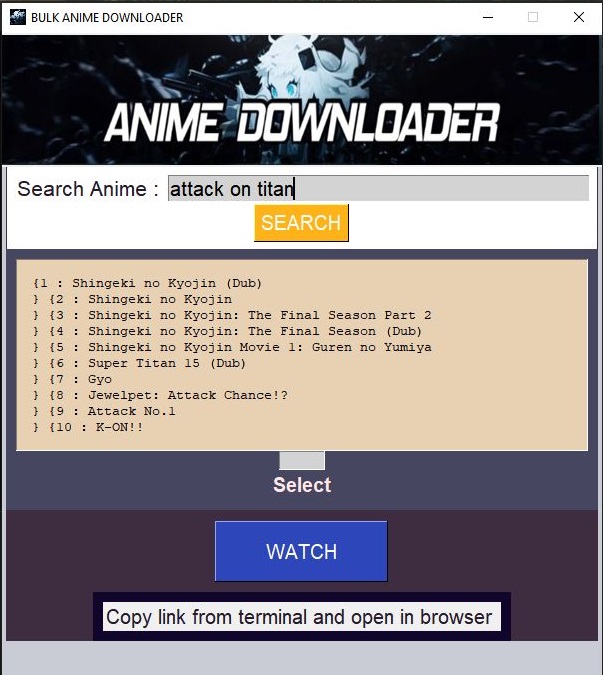 BULK ANIME DOWNLOADER
ANIME DOWNLOADER
Search Anime : attack on titan
SEARCH
{1 : Shingeki no Kyojin (Dub)
} {2 : Shingeki no Kyojin
} {3 : Shingeki no Kyojin: The Final Season Part 2
} {4 : Shingeki no Kyojin: The Final Season (Dub)
} {5 : Shingeki no Kyojin Movie 1: Guren no Yumiya
} {6 : Super Titan 15 (Dub)
} {7 : Gyo
} {8 : Jewelpet: Attack Chance!?
} {9 : Attack No.1
} {10 : K-ON!!
Select
WATCH
Copy link from terminal and open in browser